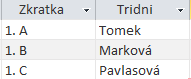 Zkratka Tridni
1. A Tomek
1. B Marková
1. C Pavlasová